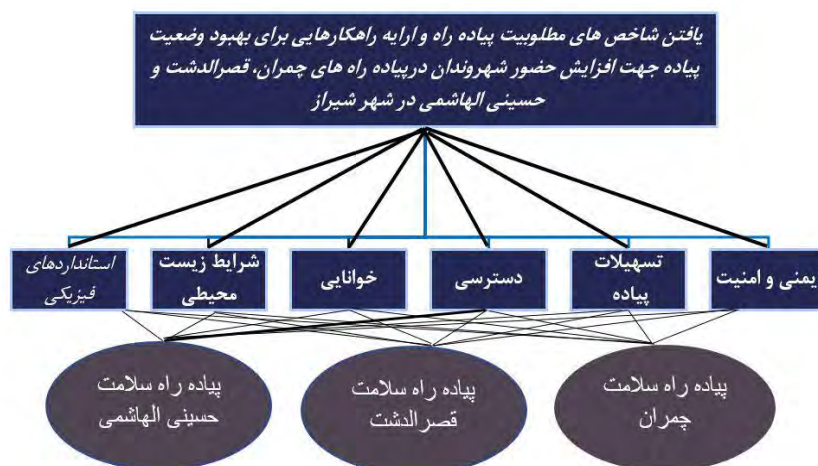 یافتن شاخص های مطلوبیت پیاده راه و ارایه راهکارهایی برای بهبود وضعیت
پیاده جهت افزایش حضور شهروندان درپیاده راه های چمران، قصرالدشت و
حسینی الهاشمی در شهر شیراز
یمنی و امنیت
تسهیلات
پیاده
دسترسی
خوانایی
شرایط زیست
محیطی
استانداردهای
فیزیکی
پیاده راه سلامت
چمران
پیاده راه سلامت
قصرالدشت
پیاده راه سلامت
حسینی الهاشمی